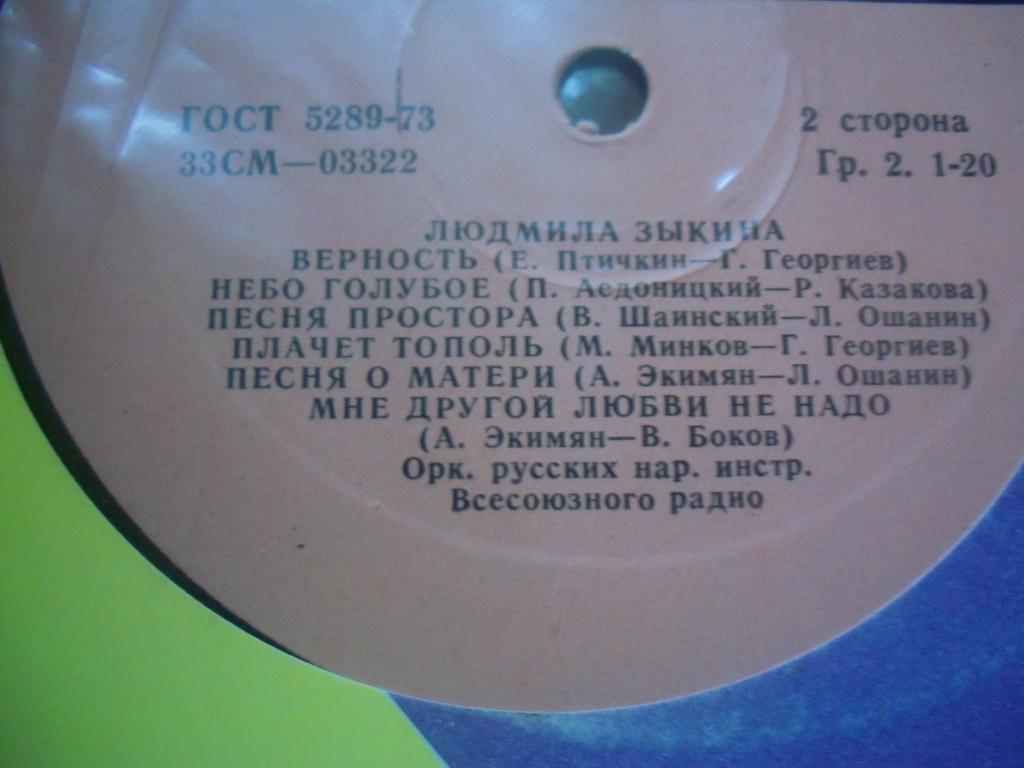 ГОСТ 5289-73 2 сторона
33СМ—03322 Гр. 2. 1-20
ЛЮДМИЛА ЗЫКИНА
ВЕРНОСТЬ (Е. Птичкин—Г. Георгиев)
НЕБО ГОЛУБОЕ (П. Аедоницкий—Р. Казакова)
ПЕСНЯ ПРОСТОРА (В. Шаинский—Л. Ошанин)
ПЛАЧЕТ ТОПОЛЬ (М. Минков—Г. Георгиев)
ПЕСНЯ О МАТЕРИ (А. Экимян—Л. Ошанин)
МНЕ ДРУГОЙ ЛЮБВИ НЕ НАДО
(А. Экимян—В. Боков)
Орк. русских нар. инстр.
Всесоюзного радио